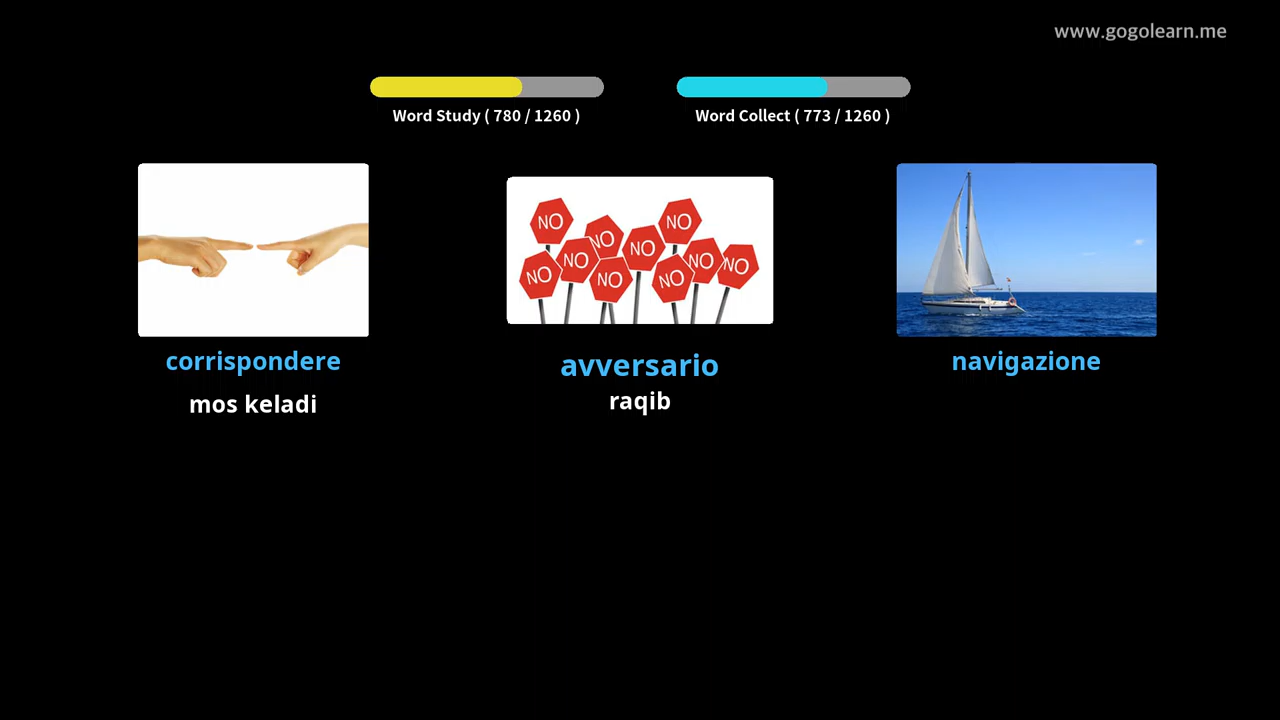 www.gogolearn.me
Word Study ( 780 / 1260 )
Word Collect ( 773 / 1260 )
NO
NO
NO
NO
NO
NO
NO
NO
NO
NO
corrispondere
avversario
navigazione
mos keladi
raqib